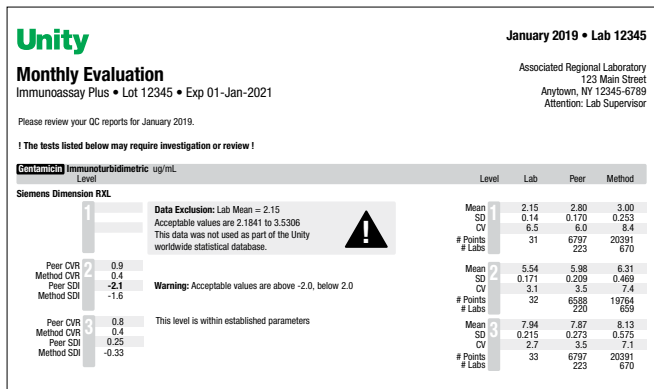 Unity
January 2019 • Lab 12345
Monthly Evaluation
Immunoassay Plus • Lot 12345 • Exp 01-Jan-2021
Associated Regional Laboratory
123 Main Street
Anytown, NY 12345-6789
Attention: Lab Supervisor
Please review your QC reports for January 2019.
! The tests listed below may require investigation or review !
Gentamicin Immunoturbidimetric ug/mL
Level Level Lab Peer Method
Siemens Dimension RXL
1
Data Exclusion: Lab Mean = 2.15
Acceptable values are 2.1841 to 3.5306
This data was not used as part of the Unity
worldwide statistical database.
!
1
Mean 2.15 2.80 3.00
SD 0.14 0.170 0.253
CV 6.5 6.0 8.4
# Points 31 6797 20391
# Labs 223 670
2
Peer CVR 0.9
Method CVR 0.4
Peer SDI -2.1
Method SDI -1.6
Warning: Acceptable values are above -2.0, below 2.0
2
Mean 5.54 5.98 6.31
SD 0.171 0.209 0.469
CV 3.1 3.5 7.4
# Points 32 6588 19764
# Labs 220 659
3
Peer CVR 0.8
Method CVR 0.4
Peer SDI 0.25
Method SDI -0.33
This level is within established parameters
3
Mean 7.94 7.87 8.13
SD 0.215 0.273 0.575
CV 2.7 3.5 7.1
# Points 33 6797 20391
# Labs 223 670